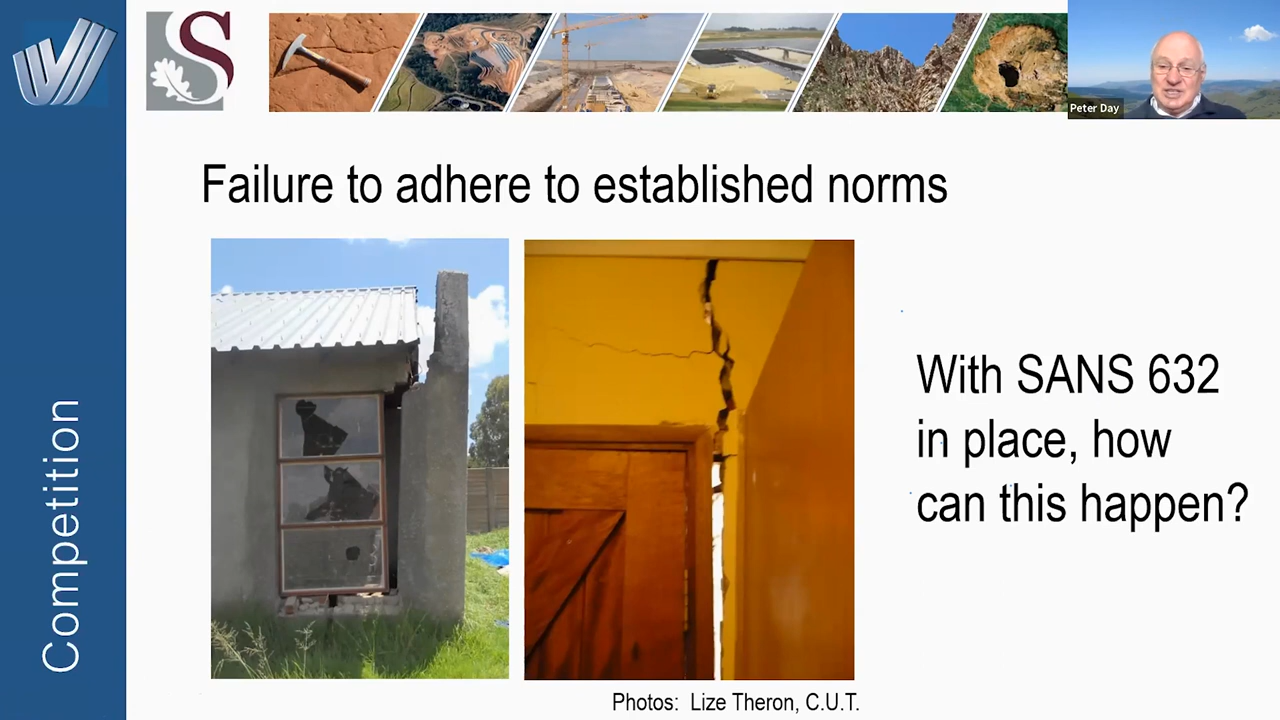 S
Peter Day
Failure to adhere to established norms
With SANS 632
in place, how
can this happen?
Competition
Photos: Lize Theron, C.U.T.